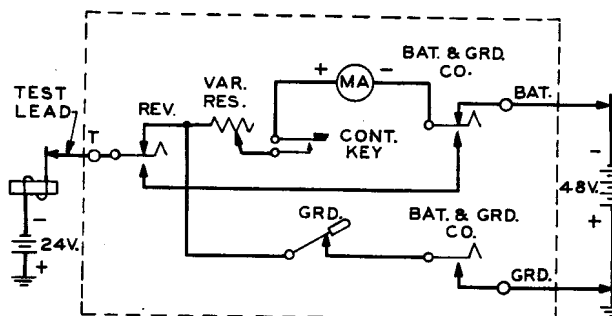 TEST
LEAD
T
REV.
VAR.
RES.
+ MA -
CONT.
KEY
BAT. & GRD.
CO.
BAT.
-
48V.
+
-
24V.
+
GRD.
BAT. & GRD.
CO.
GRD.